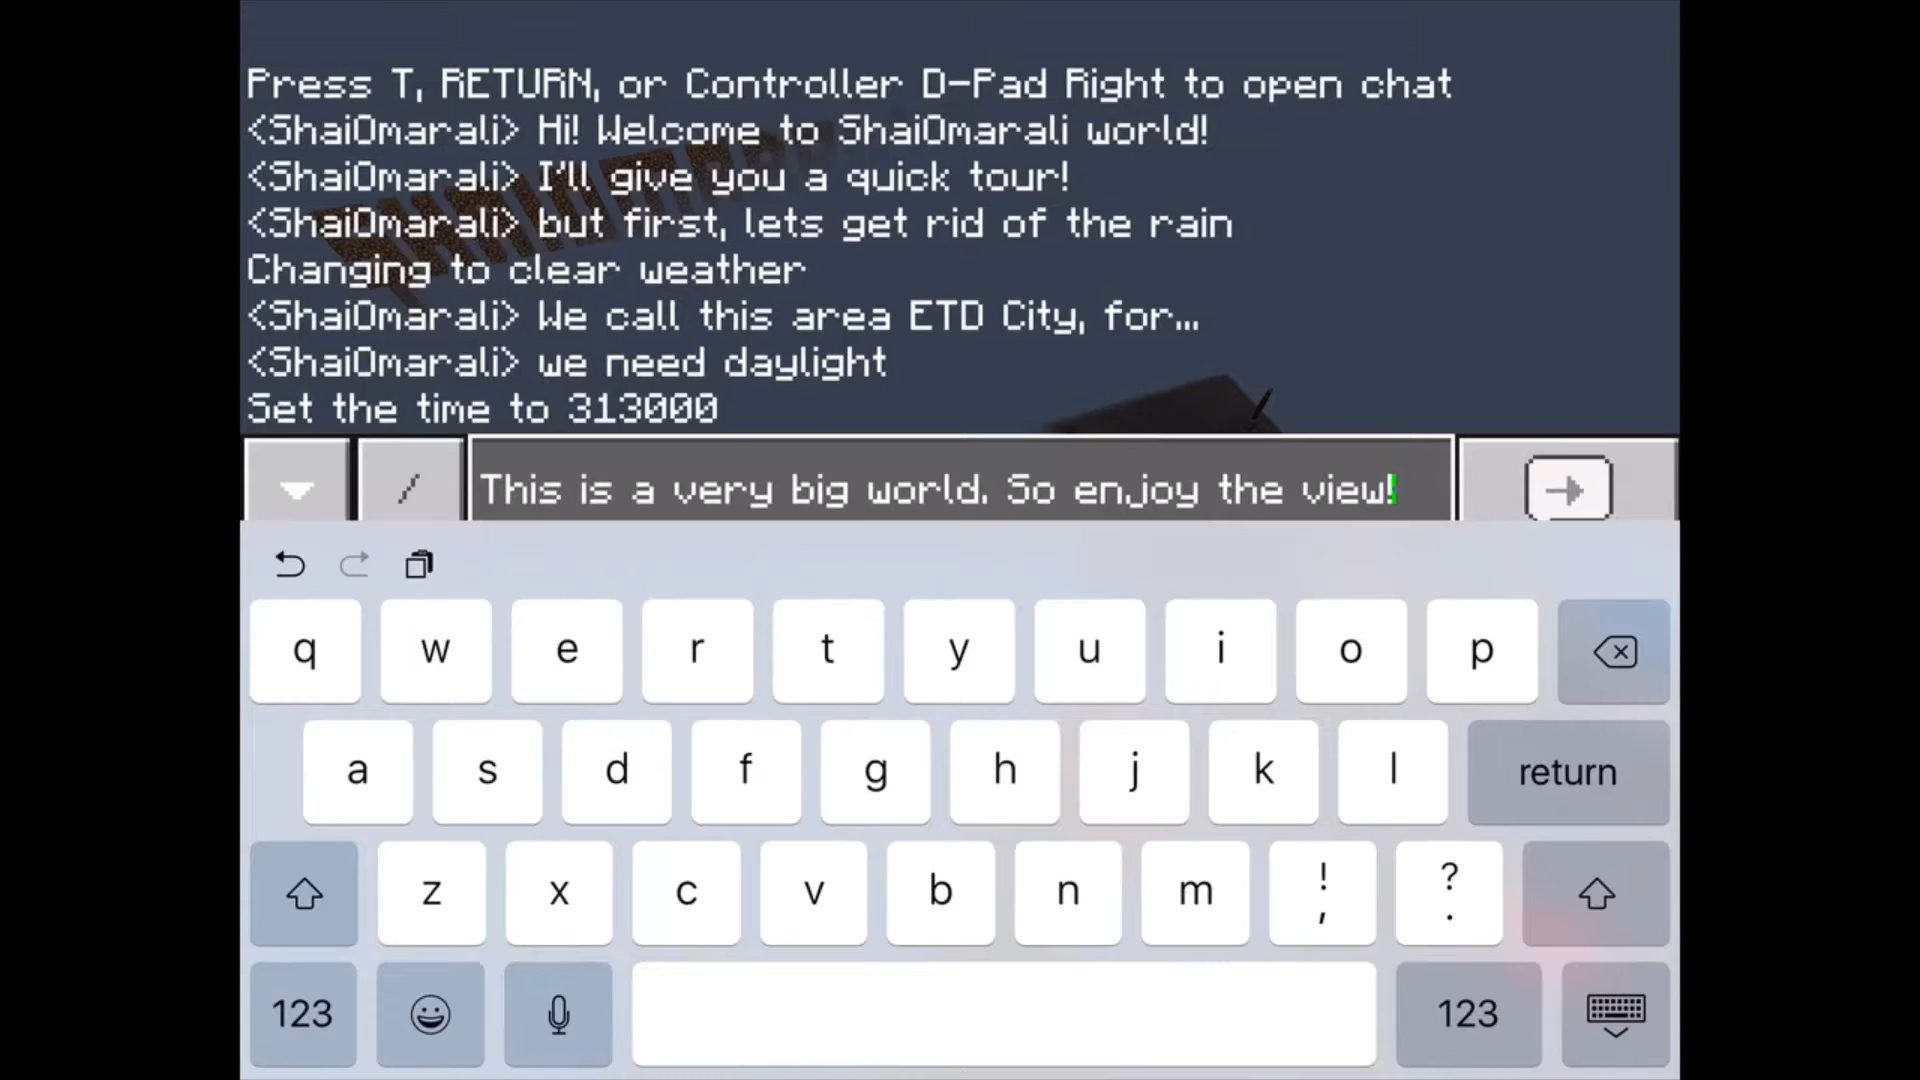 Press T, RETURN, or Controller D-Pad Right to open chat
<ShaiOmarali> Hi! Welcome to ShaiOmarali world!
<ShaiOmarali> I'll give you a quick tour!
<ShaiOmarali> but first, lets get rid of the rain
Changing to clear weather
<ShaiOmarali> We call this area ETD City, for...
<ShaiOmarali> we need daylight
Set the time to 313000
/ This is a very big world. So enjoy the view!
q w e r t y u i o p
a s d f g h j k l return
z x c v b n m ! , ? .
123 123